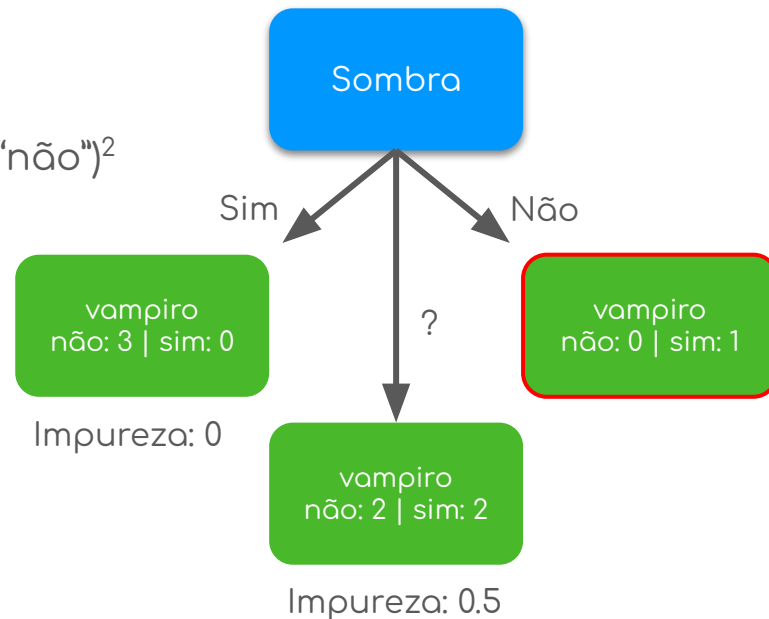 Sombra
“não”)²
Sim
Não
vampiro
não: 3 | sim: 0
?
vampiro
não: 0 | sim: 1
Impureza: 0
vampiro
não: 2 | sim: 2
Impureza: 0.5